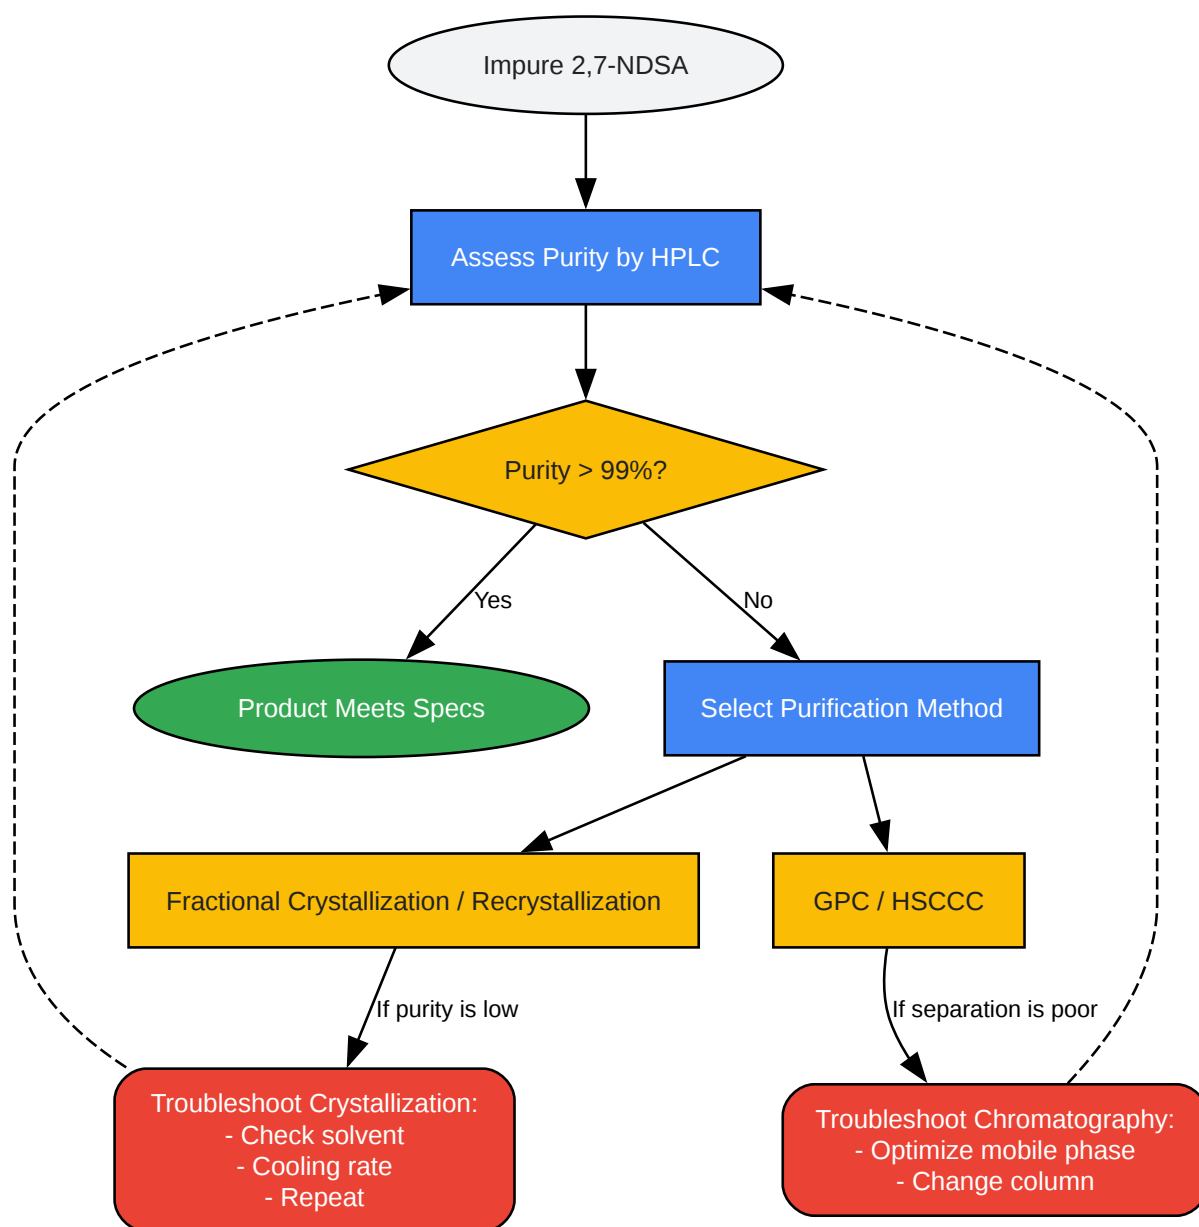 Impure 2,7-NDSA
Assess Purity by HPLC
Purity > 99%?
Yes
No
Product Meets Specs
Select Purification Method
Fractional Crystallization / Recrystallization
GPC / HSCCC
If purity is low
If separation is poor
Troubleshoot Crystallization:
- Check solvent
- Cooling rate
- Repeat
Troubleshoot Chromatography:
- Optimize mobile phase
- Change column